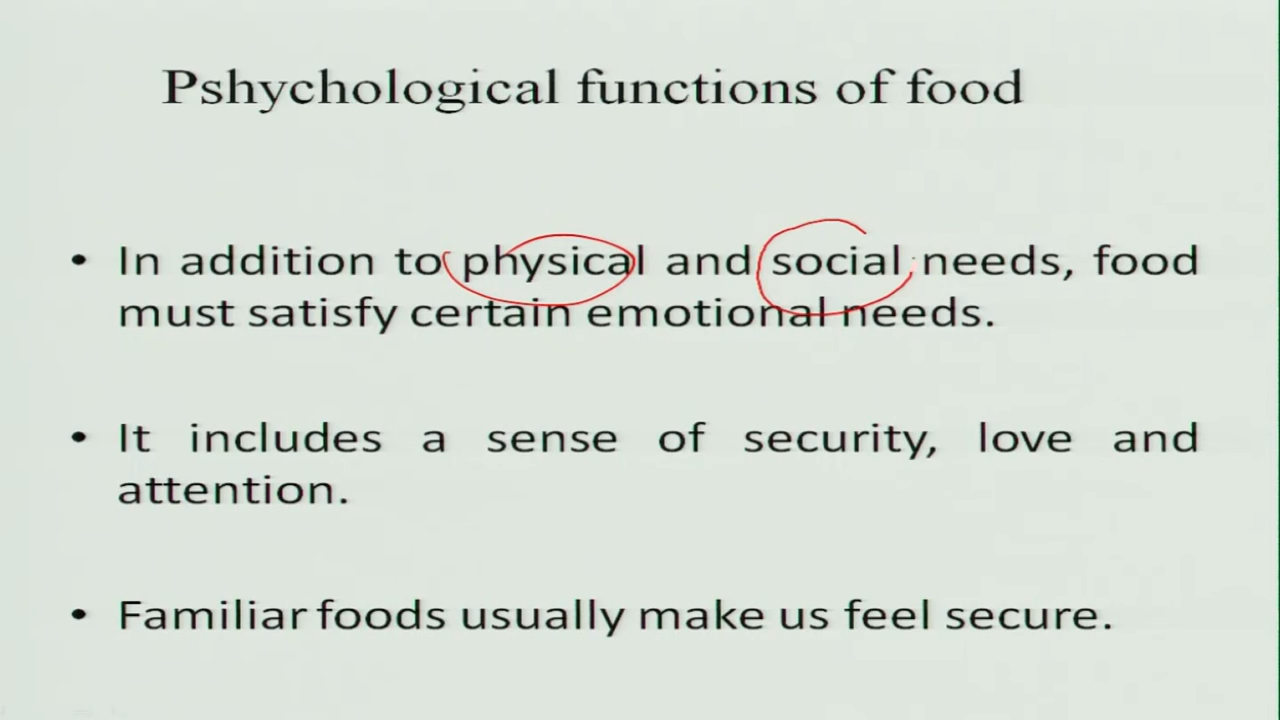 Pshychological functions of food
• In addition to physical and social needs, food
must satisfy certain emotional needs.
• It includes a sense of security, love and
attention.
• Familiar foods usually make us feel secure.